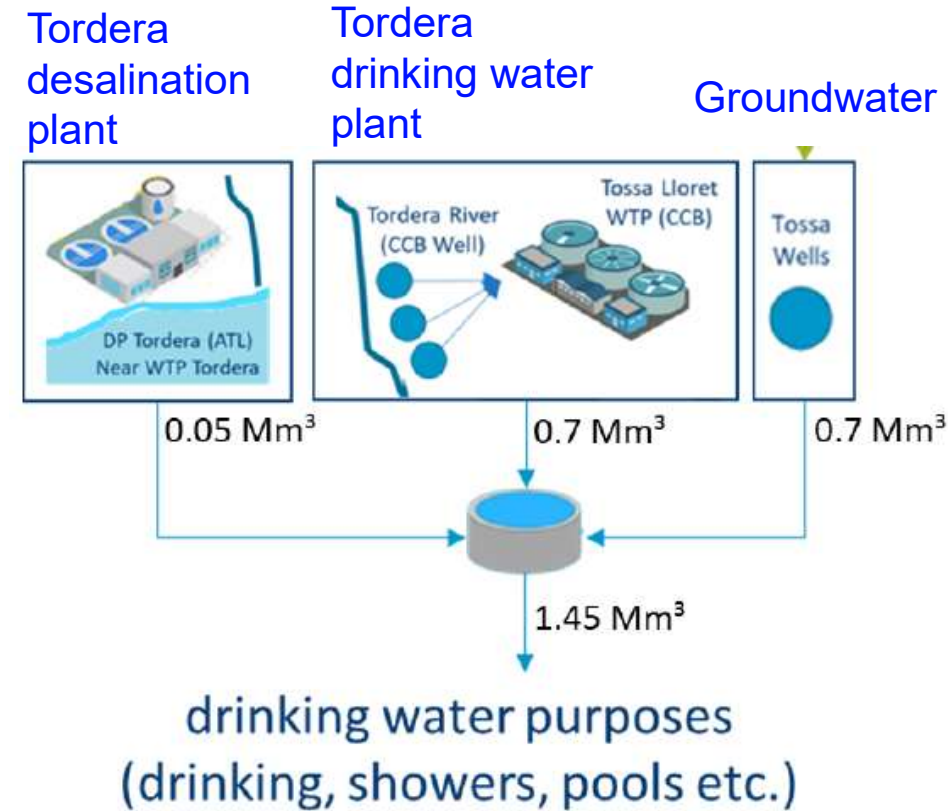 Tordera
desalination
plant
Tordera
drinking water
plant
Groundwater
DP Tordera (ATL)
Near WTP Tordera
Tordera River
(CCB Well)
Tossa Lloret
WTP (CCB)
Tossa
Wells
0.05 Mm³
0.7 Mm³
0.7 Mm³
1.45 Mm³
drinking water purposes
(drinking, showers, pools etc.)